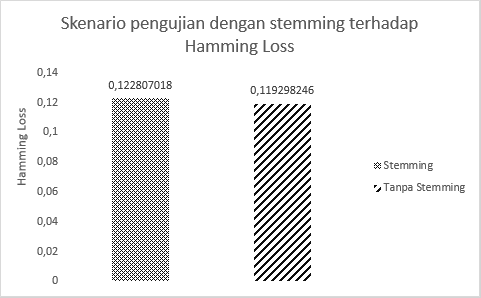 Skenario pengujian dengan stemming terhadap
Hamming Loss
0,14
0,12
0,1
0,08
0,06
0,04
0,02
0
Hamming Loss
0,122807018
0,119298246
Stemming
Tanpa Stemming